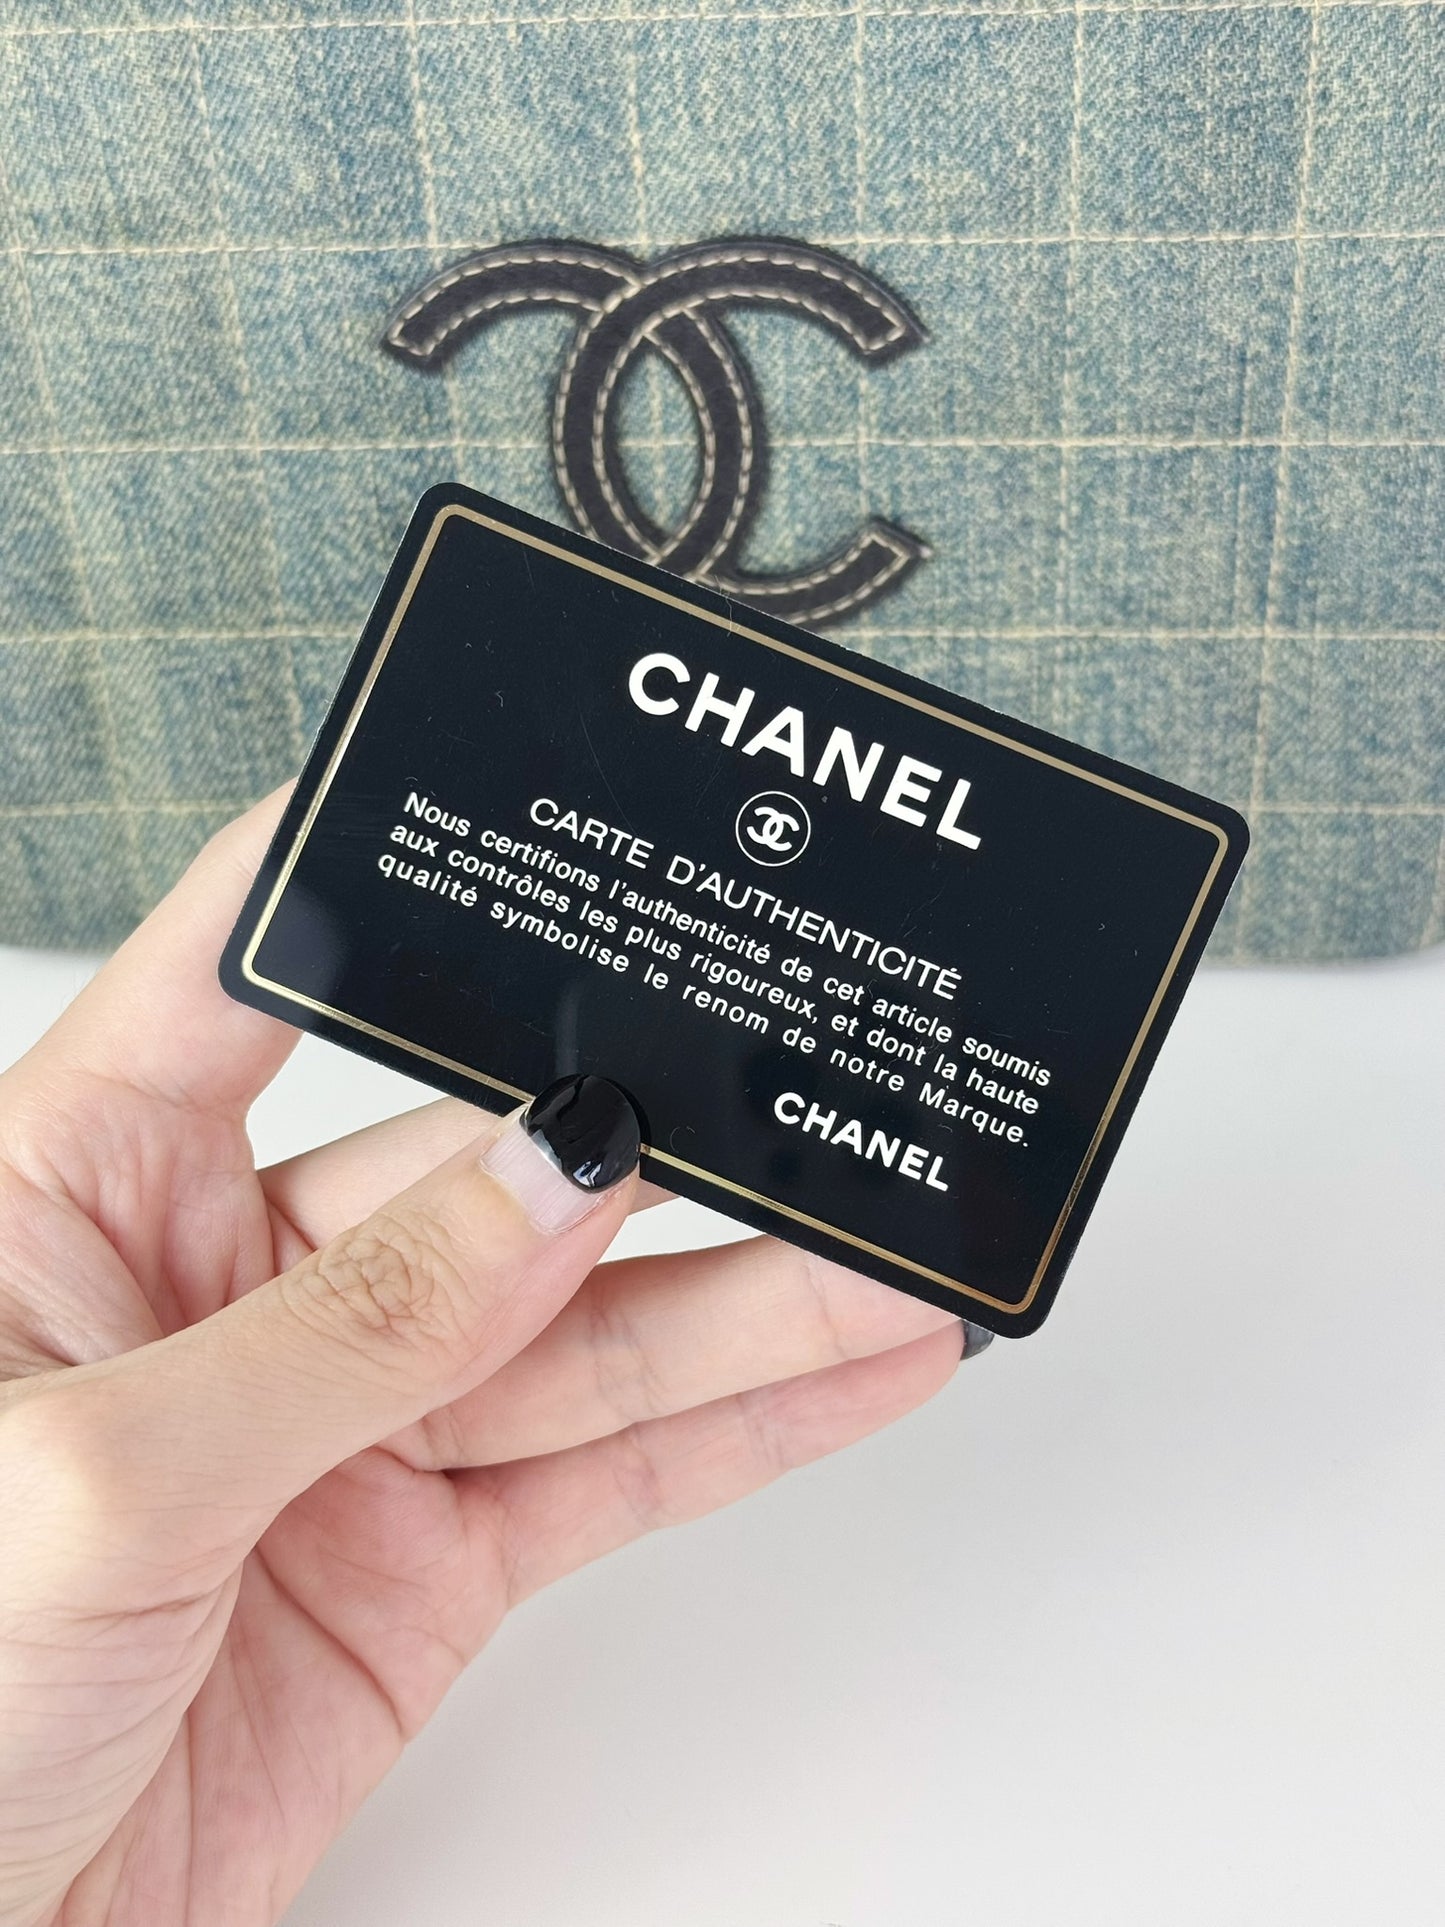 CHANEL
CARTE D'AUTHENTICITÉ
Nous certifions l'authenticité de cet article soumis
aux contrôles les plus rigoureux, et dont la haute
qualité symbolise le renom de notre Marque.
CHANEL